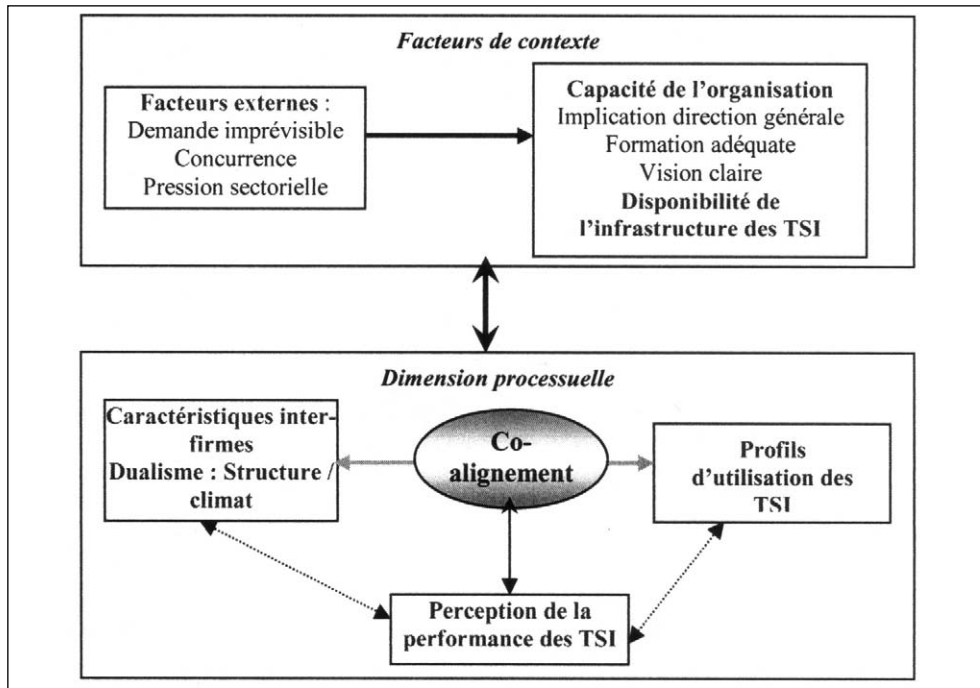 Facteurs de contexte
Facteurs externes :
Demande imprévisible
Concurrence
Pression sectorielle
Capacité de l'organisation
Implication direction générale
Formation adéquate
Vision claire
Disponibilité de
l'infrastructure des TSI
Dimension processuelle
Caractéristiques inter-
firmes
Dualisme : Structure /
climat
Co-
alignement
Profils
d'utilisation des
TSI
Perception de la
performance des TSI